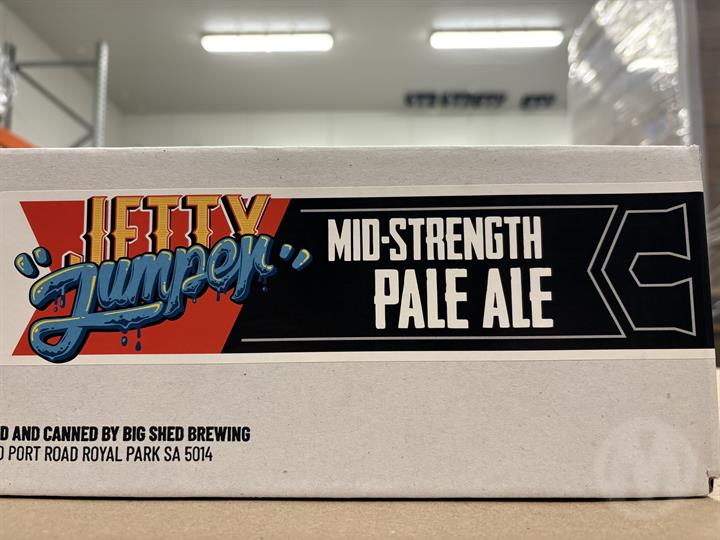 JETTY
"Jumper"
MID-STRENGTH
PALE ALE
D AND CANNED BY BIG SHED BREWING
PORT ROAD ROYAL PARK SA 5014